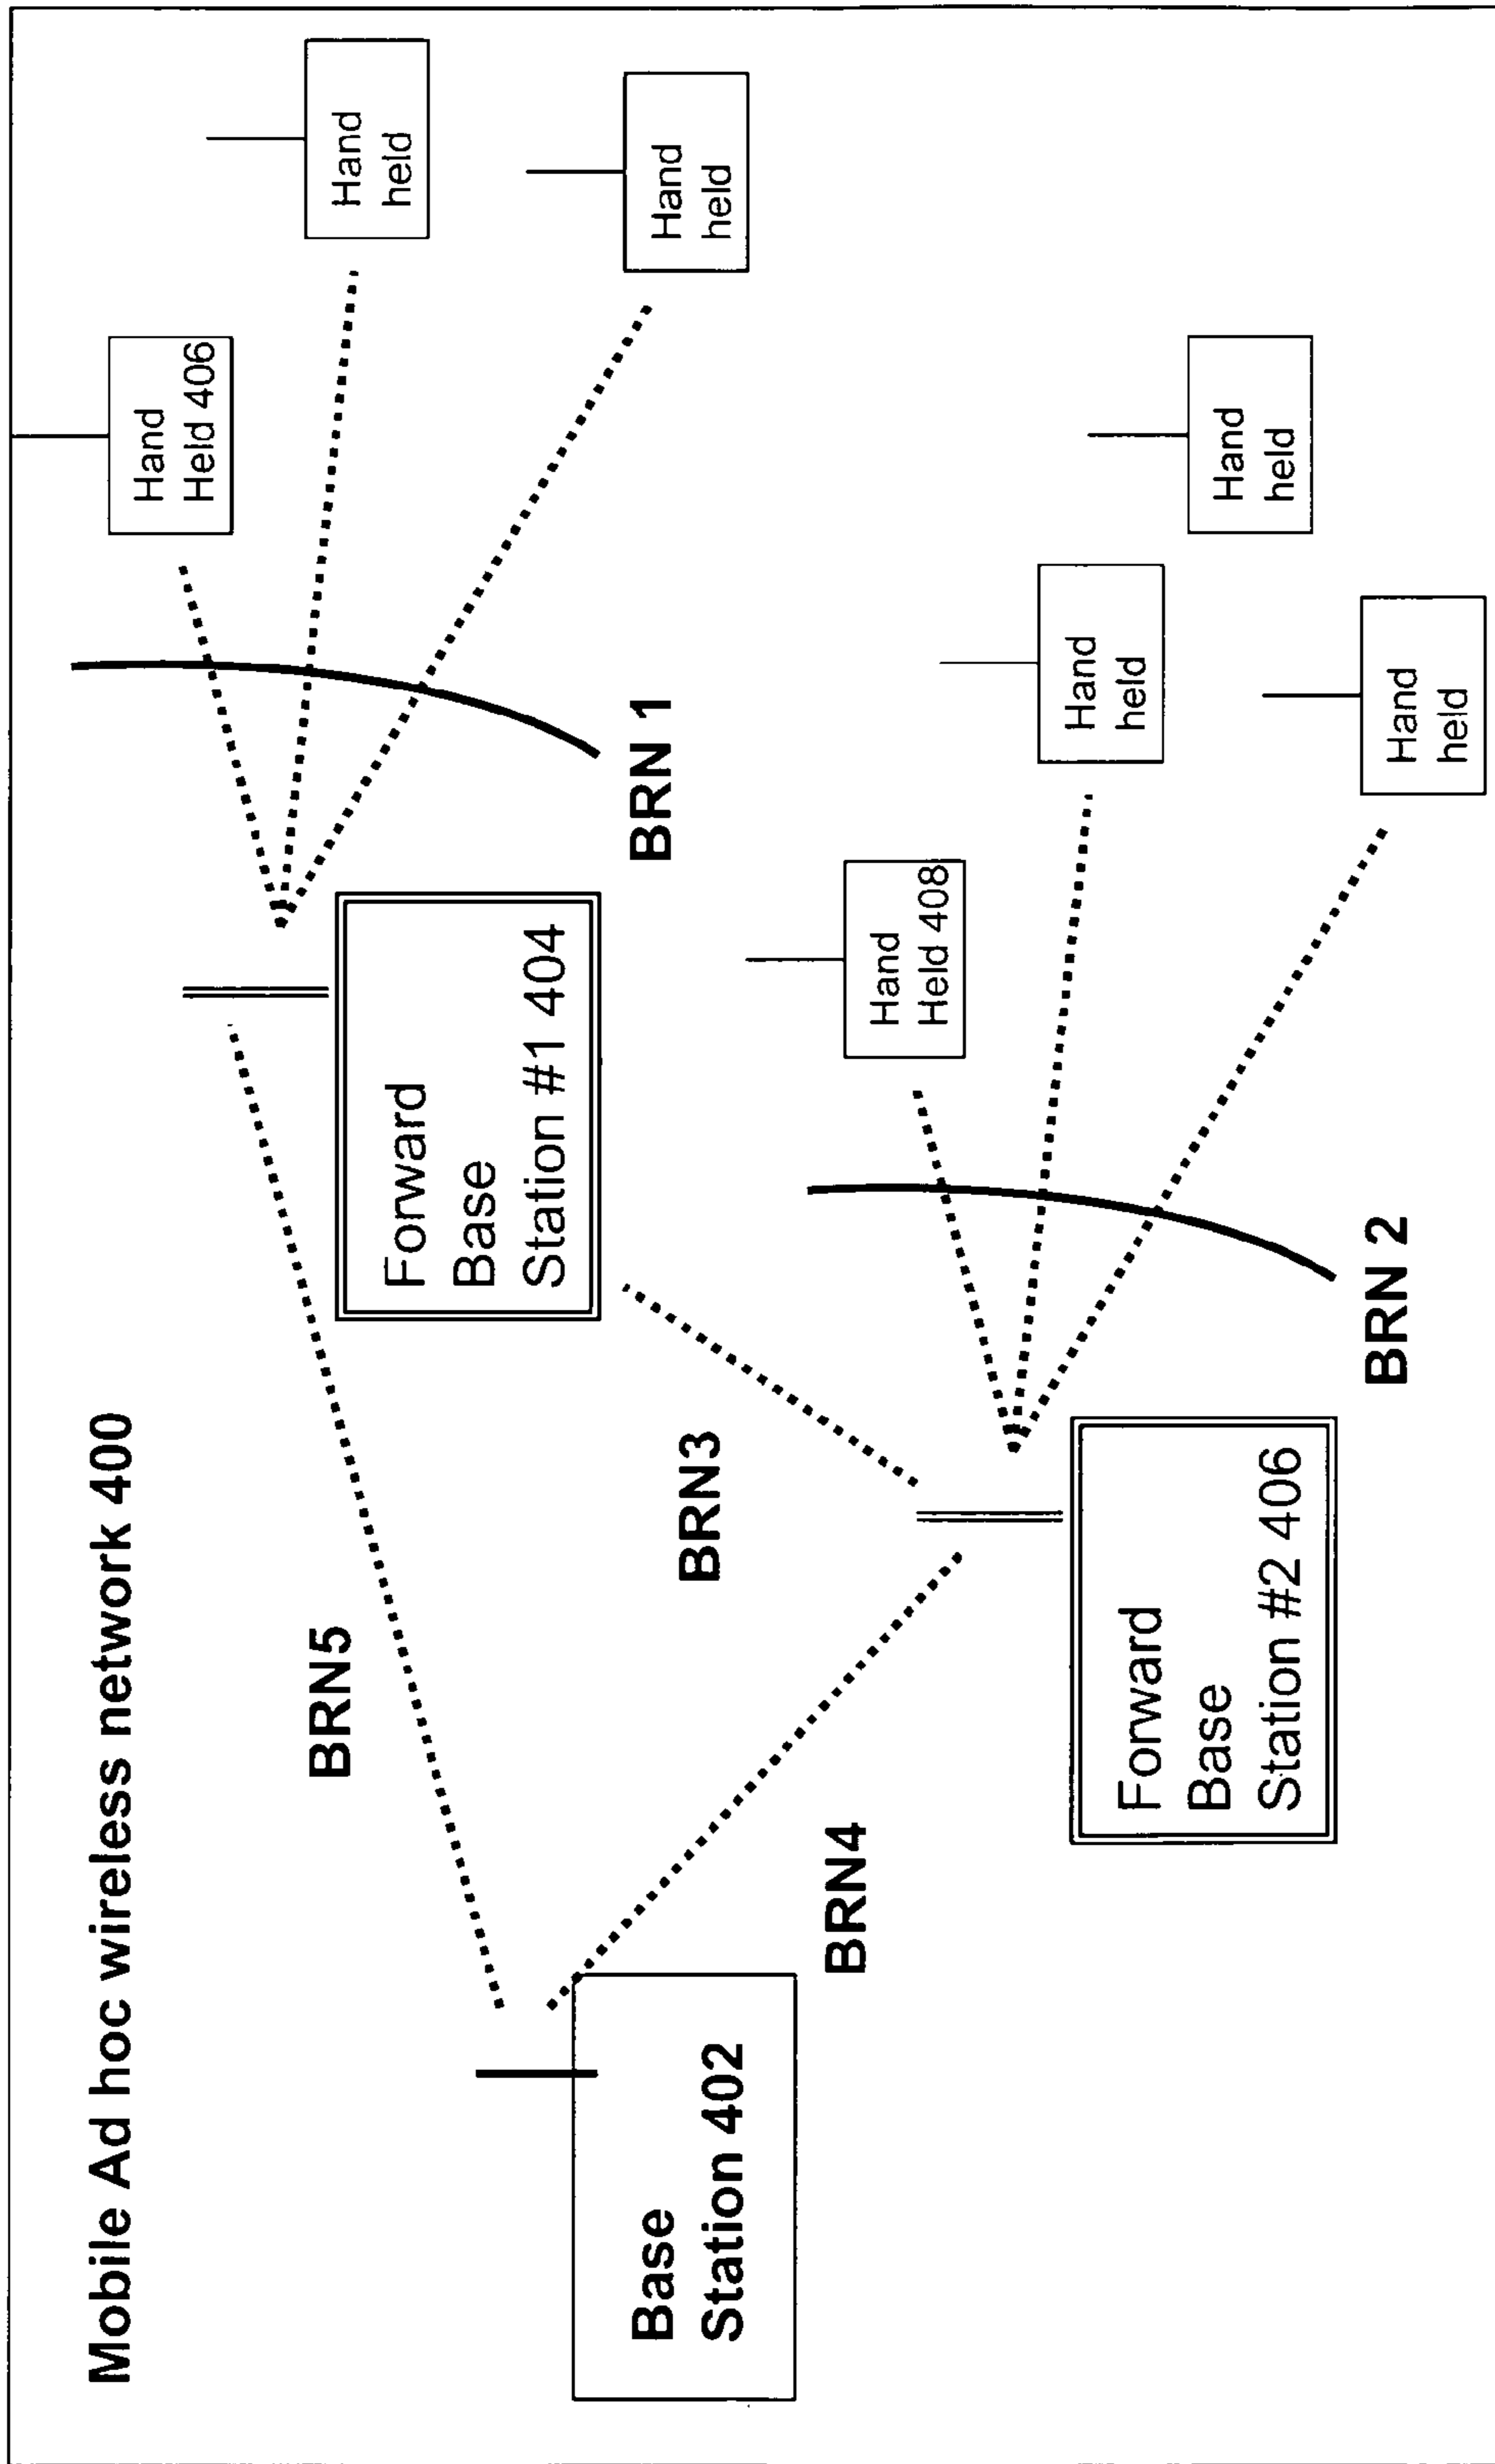 Mobile Ad hoc wireless network 400
Base
Station 402
BRN5
BRN4
BRN3
Forward
Base
Station #1 404
BRN 1
Hand
Held 406
Hand
held
Hand
held
Forward
Base
Station #2 406
BRN 2
Hand
Held 408
Hand
held
Hand
held
Hand
held